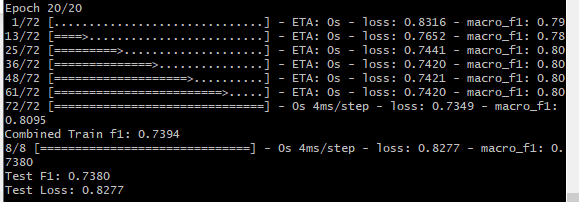 Epoch 20/20
1/72 [..............................] - ETA: 0s - loss: 0.8316 - macro_f1: 0.79
13/72 [====>.........................] - ETA: 0s - loss: 0.7652 - macro_f1: 0.78
25/72 [=========>....................] - ETA: 0s - loss: 0.7441 - macro_f1: 0.80
36/72 [==============>...............] - ETA: 0s - loss: 0.7420 - macro_f1: 0.80
48/72 [===================>..........] - ETA: 0s - loss: 0.7421 - macro_f1: 0.80
61/72 [========================>.....] - ETA: 0s - loss: 0.7420 - macro_f1: 0.80
72/72 [==============================] - 0s 4ms/step - loss: 0.7349 - macro_f1:
0.8095
Combined Train f1: 0.7394
8/8 [==============================] - 0s 4ms/step - loss: 0.8277 - macro_f1: 0.
7380
Test F1: 0.7380
Test Loss: 0.8277